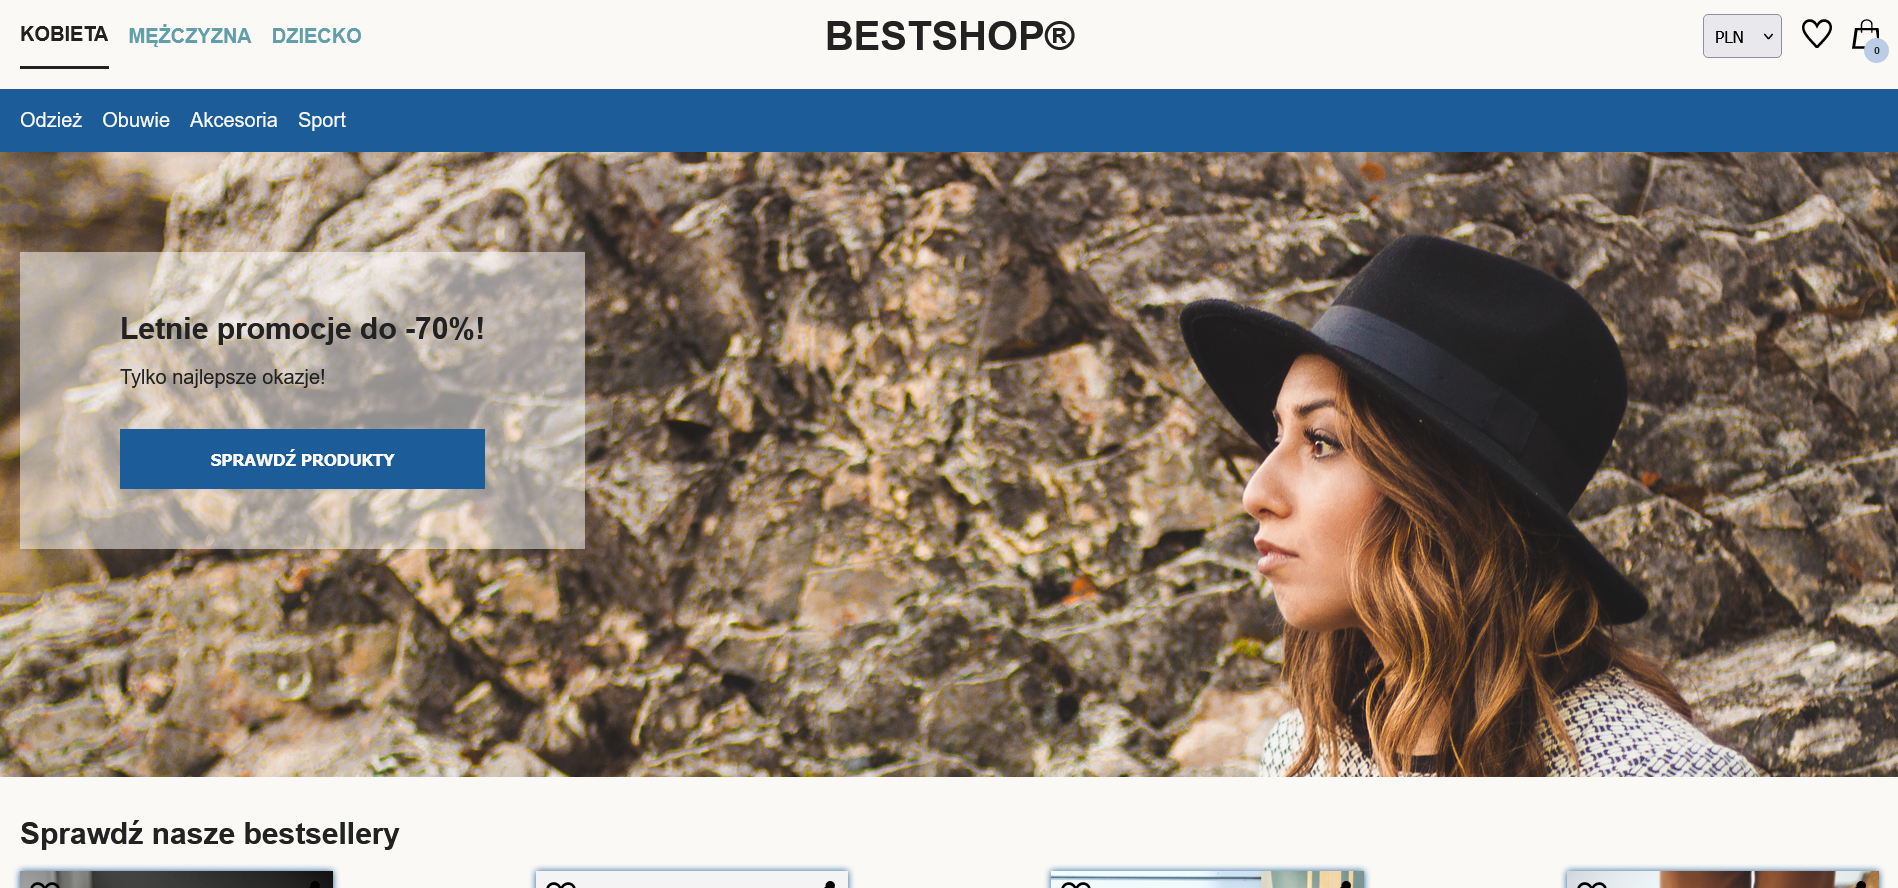 KOBIETA MĘŻCZYZNA DZIECKO
BESTSHOP®
PLN
0
Odzież Obuwie Akcesoria Sport
Letnie promocje do -70%!
Tylko najlepsze okazje!
SPRAWDŹ PRODUKTY
Sprawdź nasze bestsellery